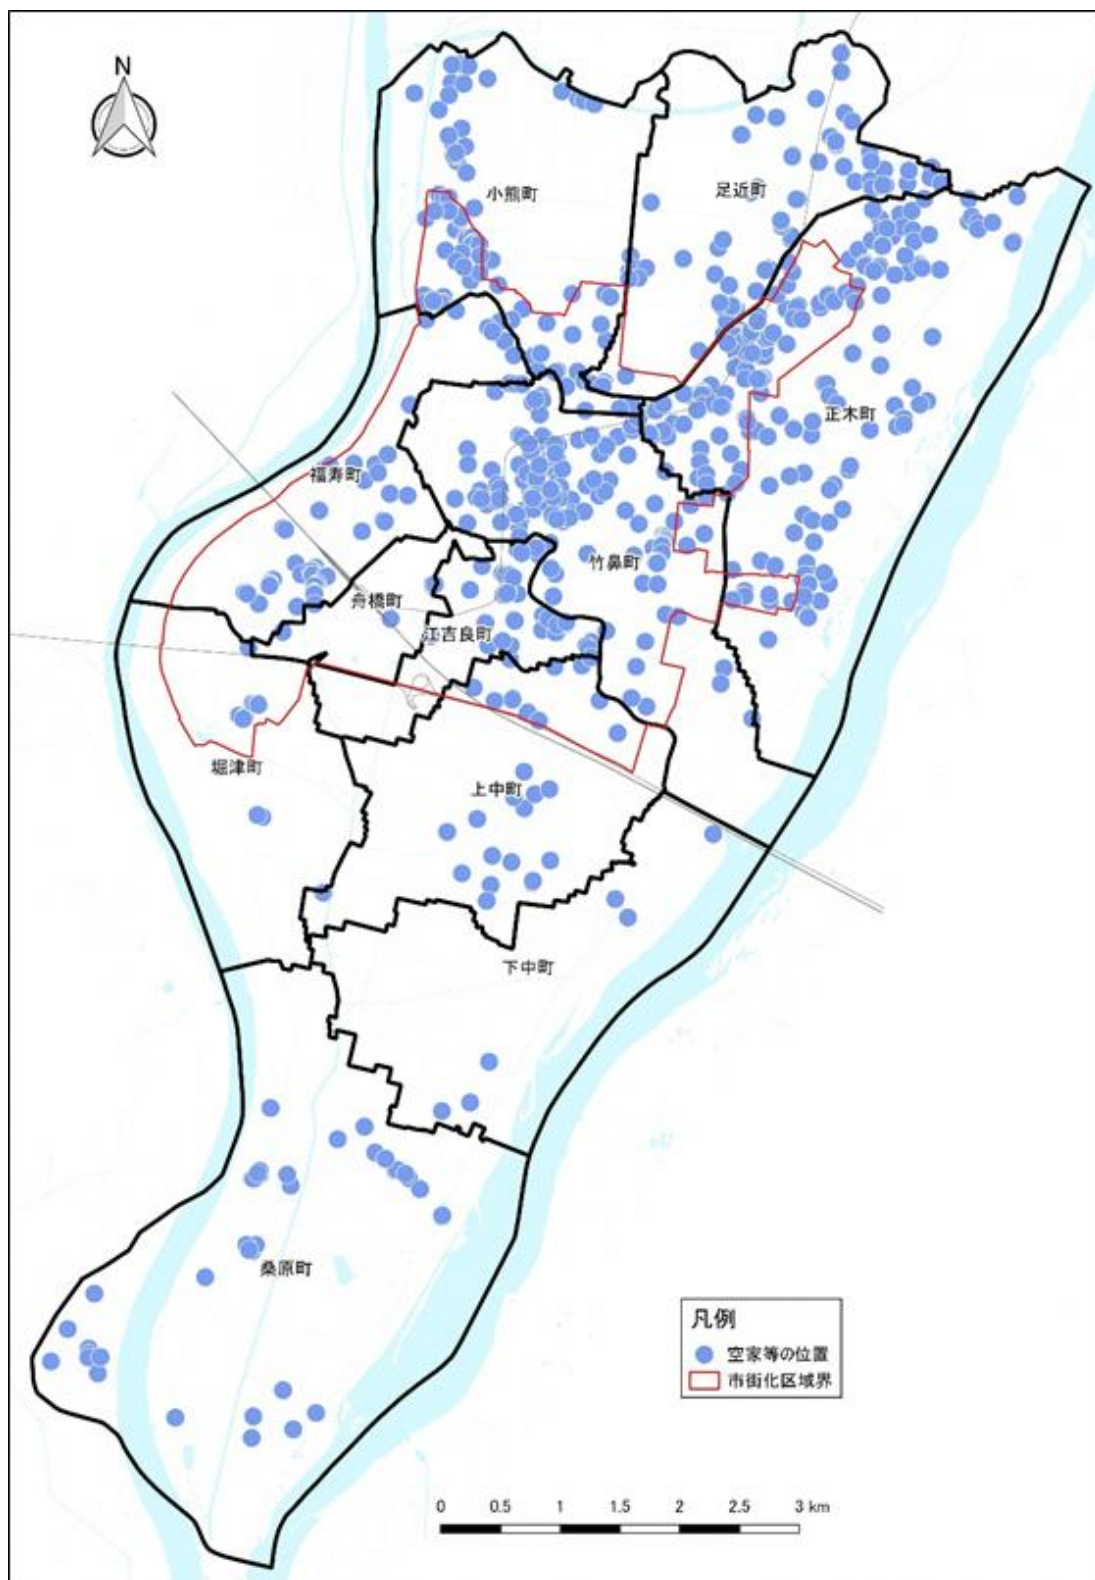 N
小熊町
足近町
正木町
福寿町
竹鼻町
舟橋町
江吉良町
堀津町
上中町
下中町
桑原町
凡例
空家等の位置
市街化区域界
0 0.5 1 1.5 2 2.5 3 km